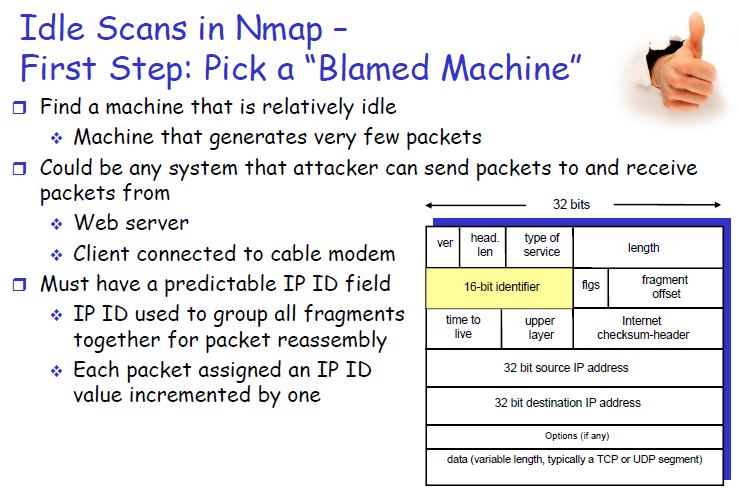 Idle Scans in Nmap –
First Step: Pick a “Blamed Machine”
Find a machine that is relatively idle
Machine that generates very few packets
Could be any system that attacker can send packets to and receive
packets from
Web server
Client connected to cable modem
Must have a predictable IP ID field
IP ID used to group all fragments
together for packet reassembly
Each packet assigned an IP ID
value incremented by one
32 bits
ver
head.
len
type of
service
length
16-bit identifier
flgs
fragment
offset
time to
live
upper
layer
Internet
checksum-header
32 bit source IP address
32 bit destination IP address
Options (if any)
data (variable length, typically a TCP or UDP segment)